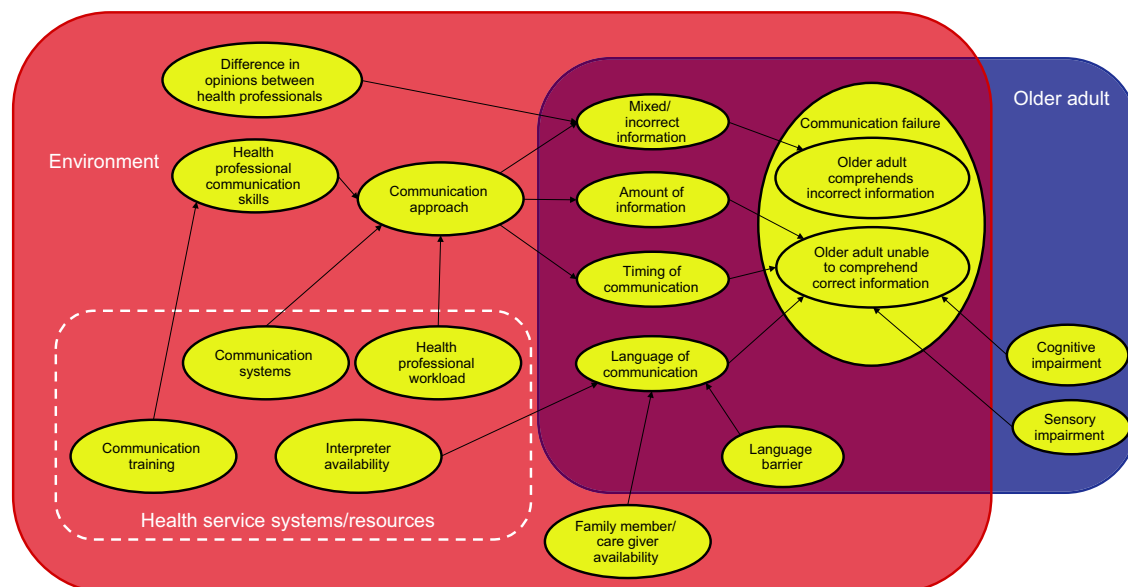 Difference in
opinions between
health professionals
Older adult
Mixed/
incorrect
information
Communication failure
Environment
Health
professional
communication
skills
Older adult
comprehends
incorrect information
Communication
approach
Amount of
information
Older adult unable
to comprehend
correct information
Timing of
communication
Communication
systems
Health
professional
workload
Language of
communication
Cognitive
impairment
Sensory
impairment
Communication
training
Interpreter
availability
Language
barrier
Health service systems/resources
Family member/
care giver
availability